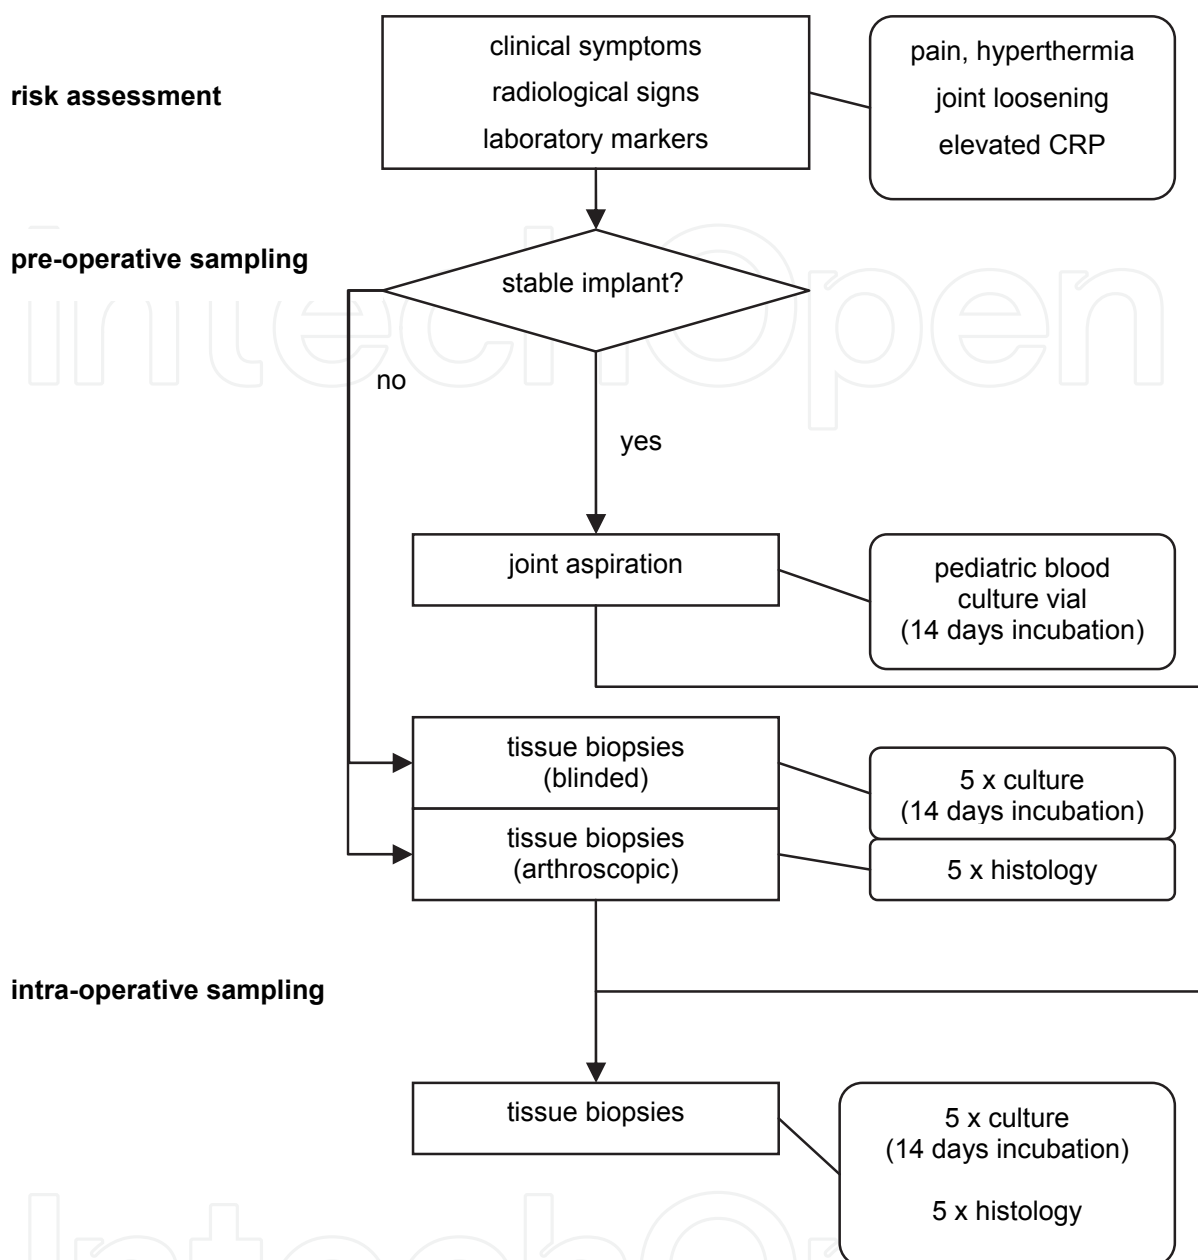 clinical symptoms
radiological signs
laboratory markers
pain, hyperthermia
joint loosening
elevated CRP
risk assessment
pre-operative sampling
stable implant?
IntechOpen
no
yes
joint aspiration
pediatric blood
culture vial
(14 days incubation)
tissue biopsies
(blinded)
5 x culture
(14 days incubation)
tissue biopsies
(arthroscopic)
5 x histology
intra-operative sampling
tissue biopsies
5 x culture
(14 days incubation)
5 x histology
IntechOp